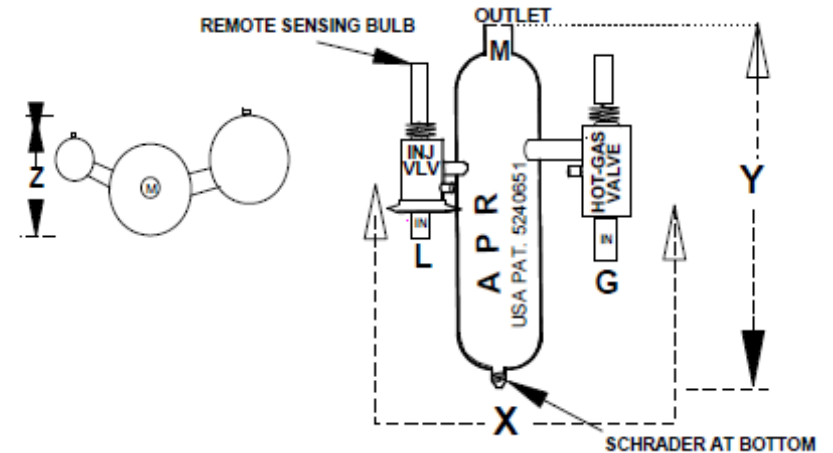 REMOTE SENSING BULB
OUTLET
M
Z
M
INJ
VLV
IN
L
A P R
USA PAT. 5240651
HOT-GAS
VALVE
IN
G
Y
X
SCHRADER AT BOTTOM